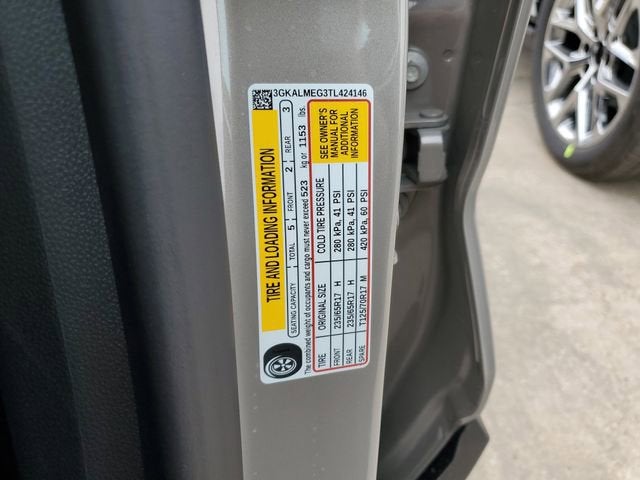 3GKALMEG3TL424146
TIRE AND LOADING INFORMATION
SEATING CAPACITY TOTAL 5 FRONT 2 REAR 3
The combined weight of occupants and cargo must never exceed 523 kg or 1153 lbs.
TIRE ORIGINAL SIZE COLD TIRE PRESSURE
FRONT 235/65R17 H 280 kPa, 41 PSI
REAR 235/65R17 H 280 kPa, 41 PSI
SPARE T125/70R17 M 420 kPa, 60 PSI
SEE OWNER'S
MANUAL FOR
ADDITIONAL
INFORMATION